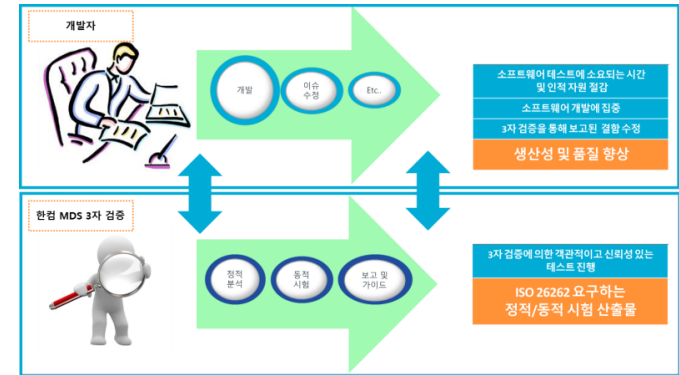 개발자
개발
이슈
수정
Etc..
소프트웨어 테스트에 소요되는 시간
및 인적 자원 절감
소프트웨어 개발에 집중
3자 검증을 통해 보고된 결함 수정
생산성 및 품질 향상
한컴 MDS 3자 검증
정적
분석
동적
시험
보고 및
가이드
3자 검증에 의한 객관적이고 신뢰성 있는
테스트 진행
ISO 26262 요구하는
정적/동적 시험 산출물